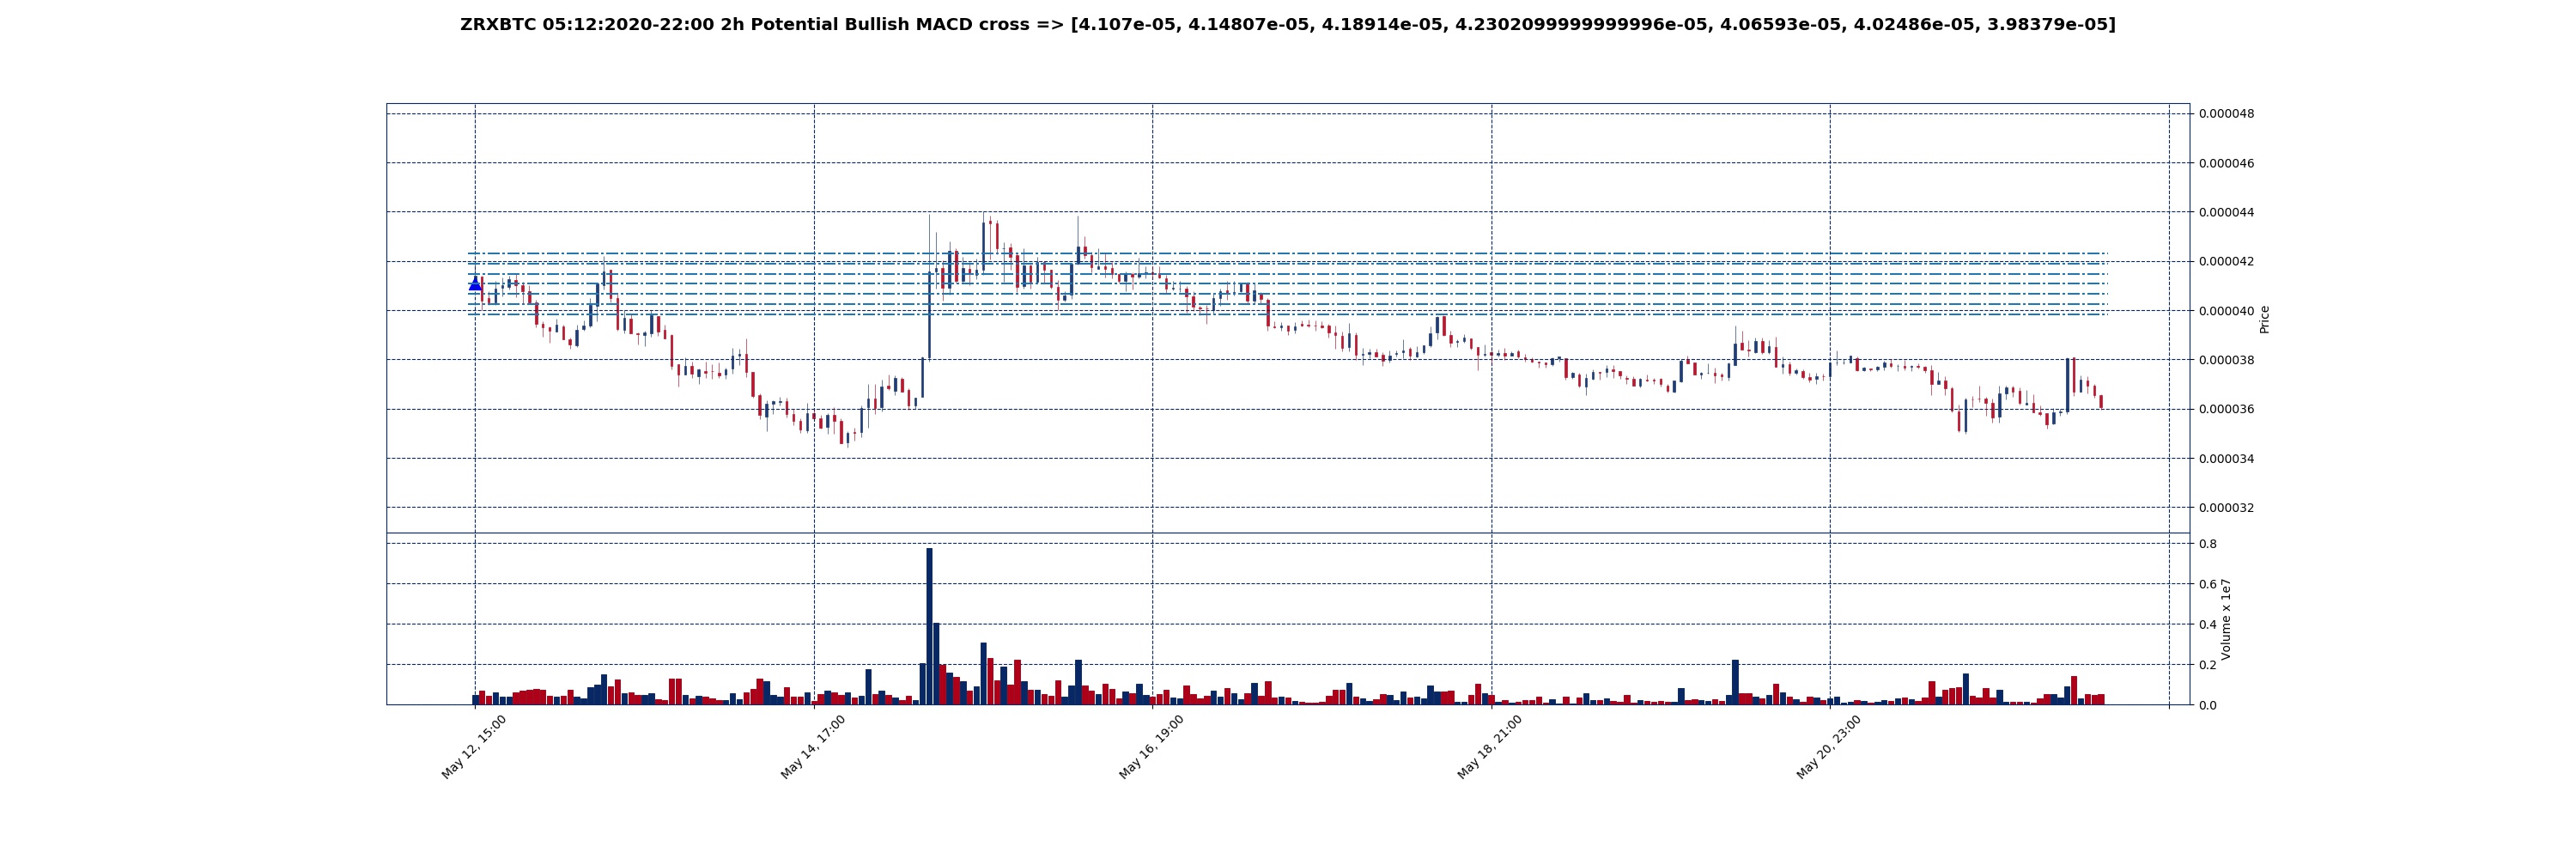 ZRXBTC 05:12:2020-22:00 2h Potential Bullish MACD cross => [4.107e-05, 4.14807e-05, 4.18914e-05, 4.2302099999999996e-05, 4.06593e-05, 4.02486e-05, 3.98379e-05]
0.000048
0.000046
0.000044
0.000042
0.000040
0.000038
0.000036
0.000034
0.000032
Price
0.8
0.6
0.4
0.2
0.0
Volume x 1e7
May 12, 15:00
May 14, 17:00
May 16, 19:00
May 18, 21:00
May 20, 23:00